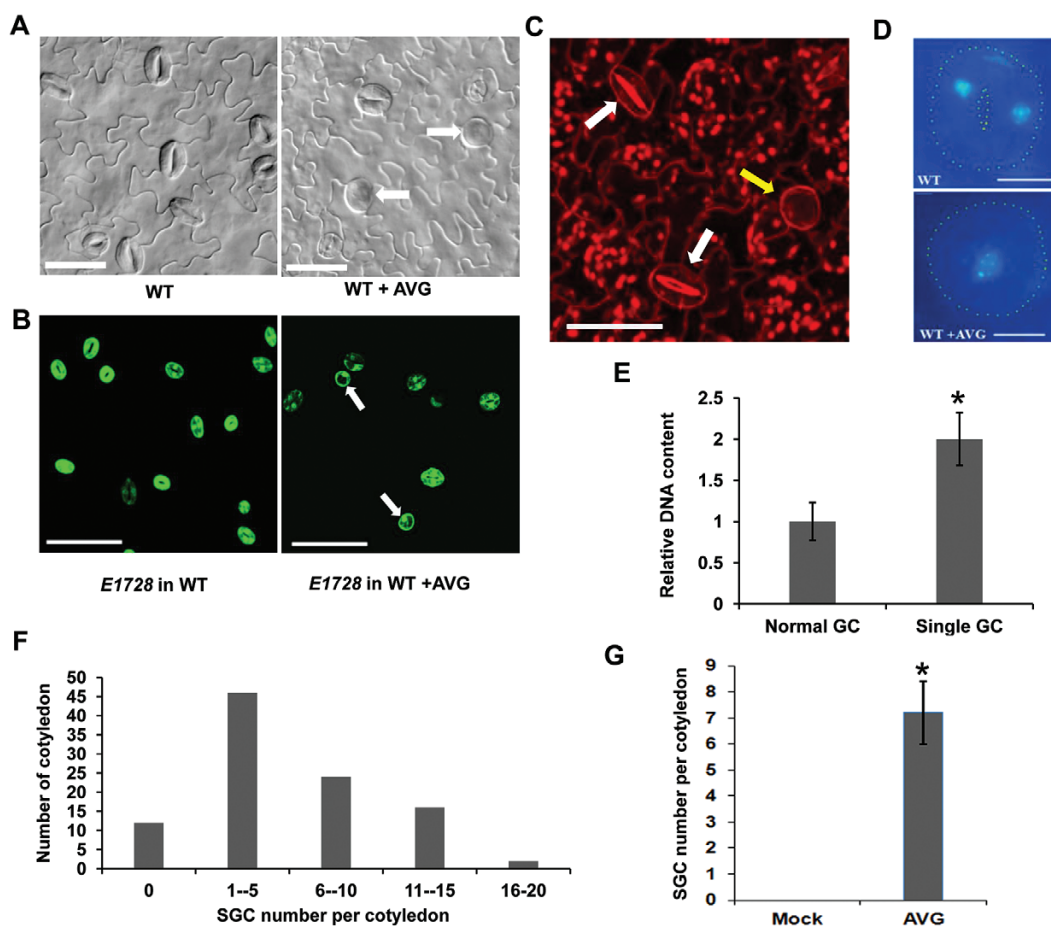 A
WT
WT + AVG
B
E1728 in WT
E1728 in WT +AVG
C
D
WT
WT +AVG
E
Relative DNA content
2.5
2
1.5
1
0.5
0
*
Normal GC
Single GC
F
Number of cotyledon
50
45
40
35
30
25
20
15
10
5
0
0
1--5
6--10
11--15
16-20
SGC number per cotyledon
G
SGC number per cotyledon
9
8
7
6
5
4
3
2
1
0
*
Mock
AVG